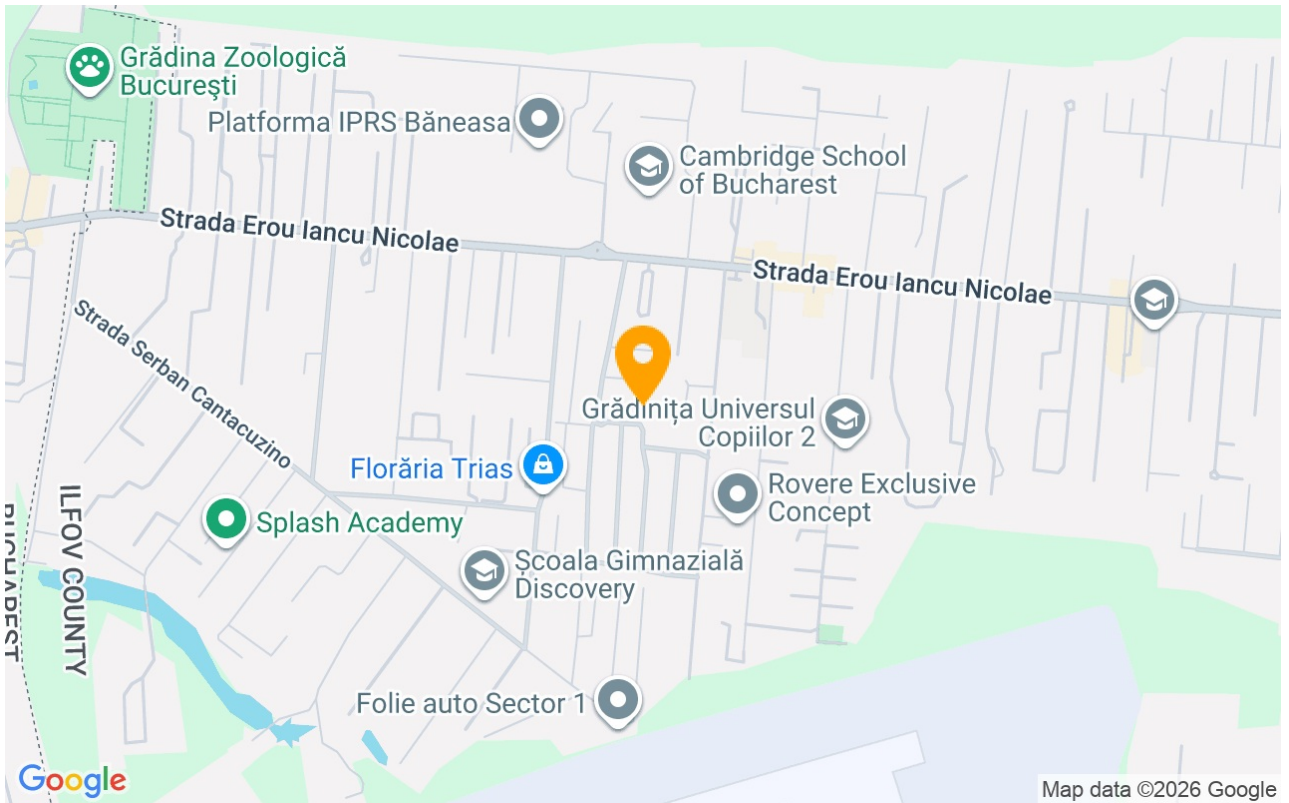 Grădina Zoologică
București
Platforma IPRS Băneasa
Cambridge School
of Bucharest
Strada Erou Iancu Nicolae
Strada Erou Iancu Nicolae
Strada Serban Cantacuzino
Grădinița Universul
Copiilor 2
Florăria Trias
Rovere Exclusive
Concept
Splash Academy
Școala Gimnazială
Discovery
ILFOV COUNTY
BUCHAREST
Folie auto Sector 1
Google
Map data ©2026 Google